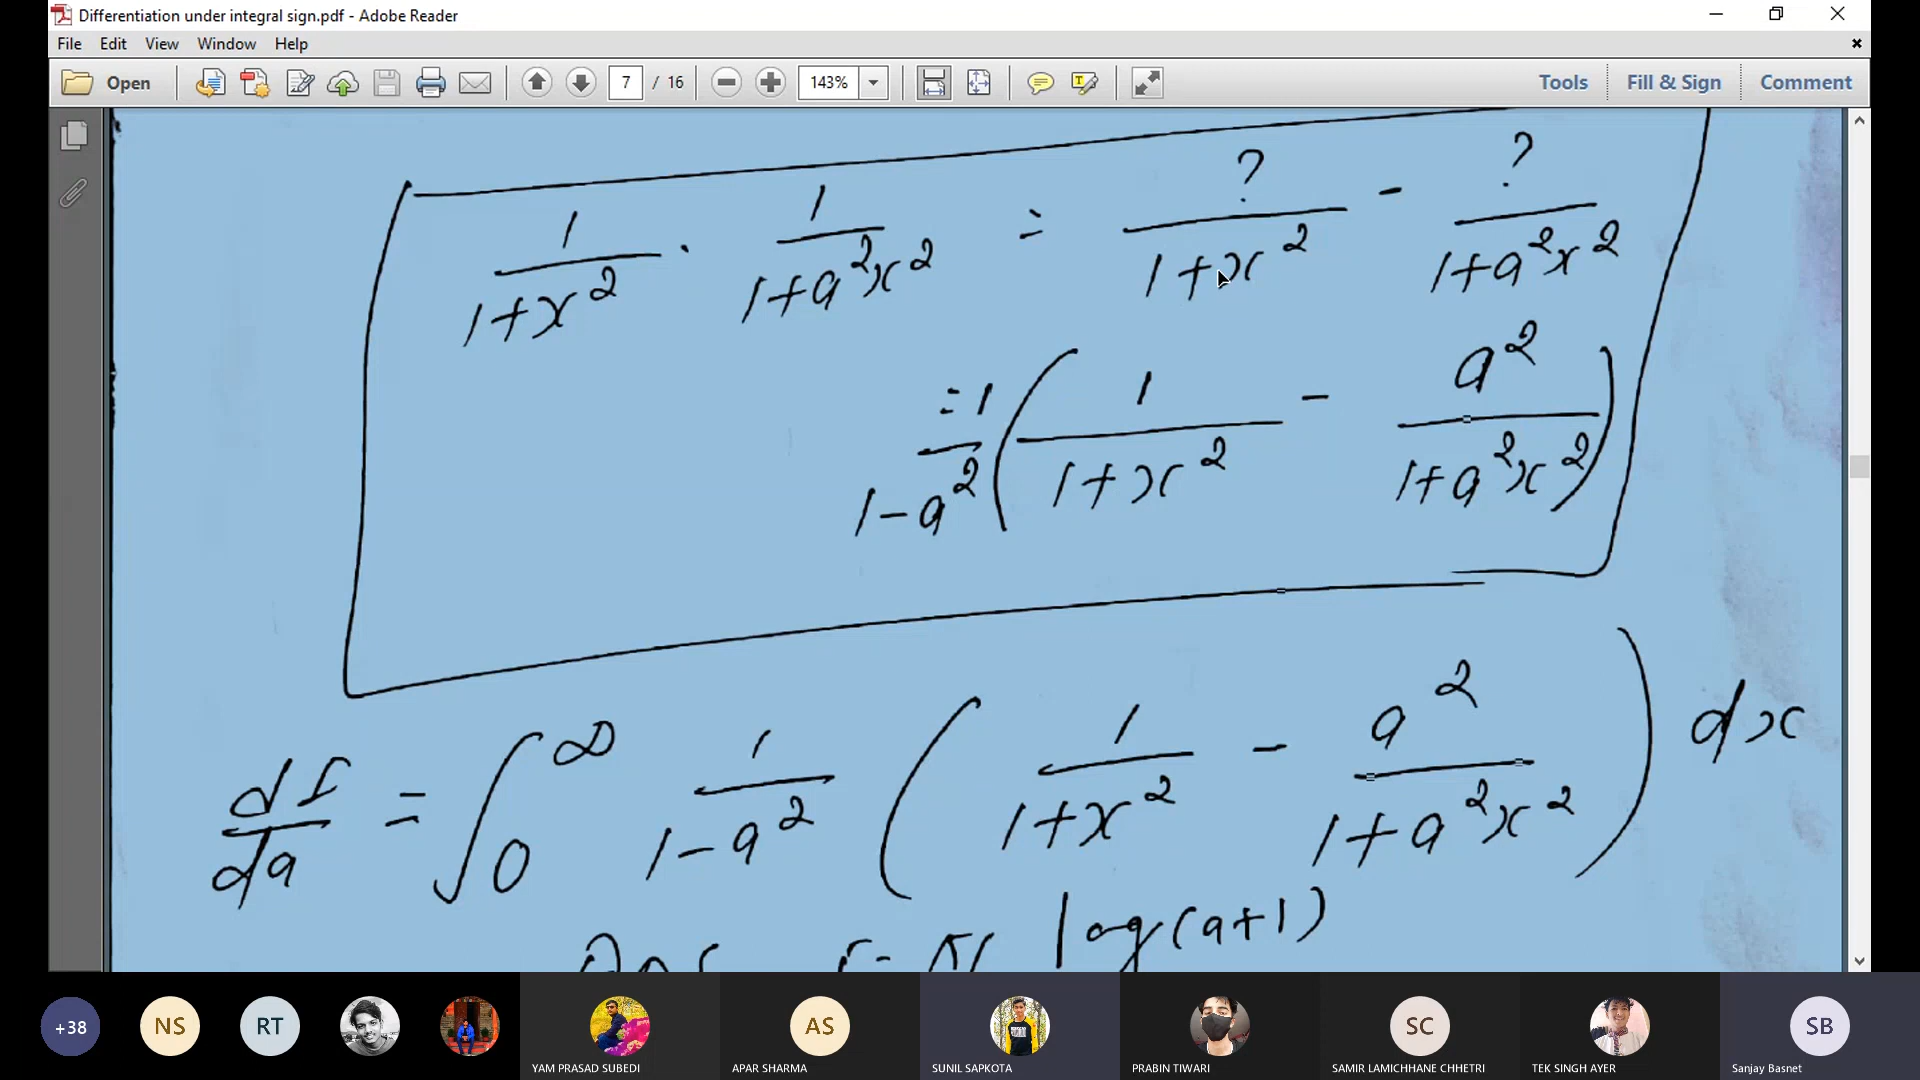 Differentiation under integral sign.pdf - Adobe Reader
File Edit View Window Help
Open 7 / 16 143% Tools Fill & Sign Comment
1/(1+x²) · 1/(1+a²x²) = ?/(1+x²) - ?/(1+a²x²)
= 1/(1-a²) (1/(1+x²) - a²/(1+a²x²))
dI/da = ∫₀^∞ 1/(1-a²) (1/(1+x²) - a²/(1+a²x²)) dx
log(a+1)
+38 NS RT AS SC SB
YAM PRASAD SUBEDI APAR SHARMA SUNIL SAPKOTA PRABIN TIWARI SAMIR LAMICHHANE CHHETRI TEK SINGH AYER Sanjay Basnet